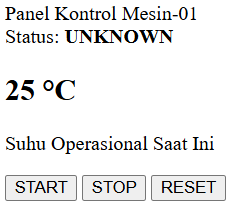 Panel Kontrol Mesin-01
Status: UNKNOWN
25 °C
Suhu Operasional Saat Ini
START STOP RESET